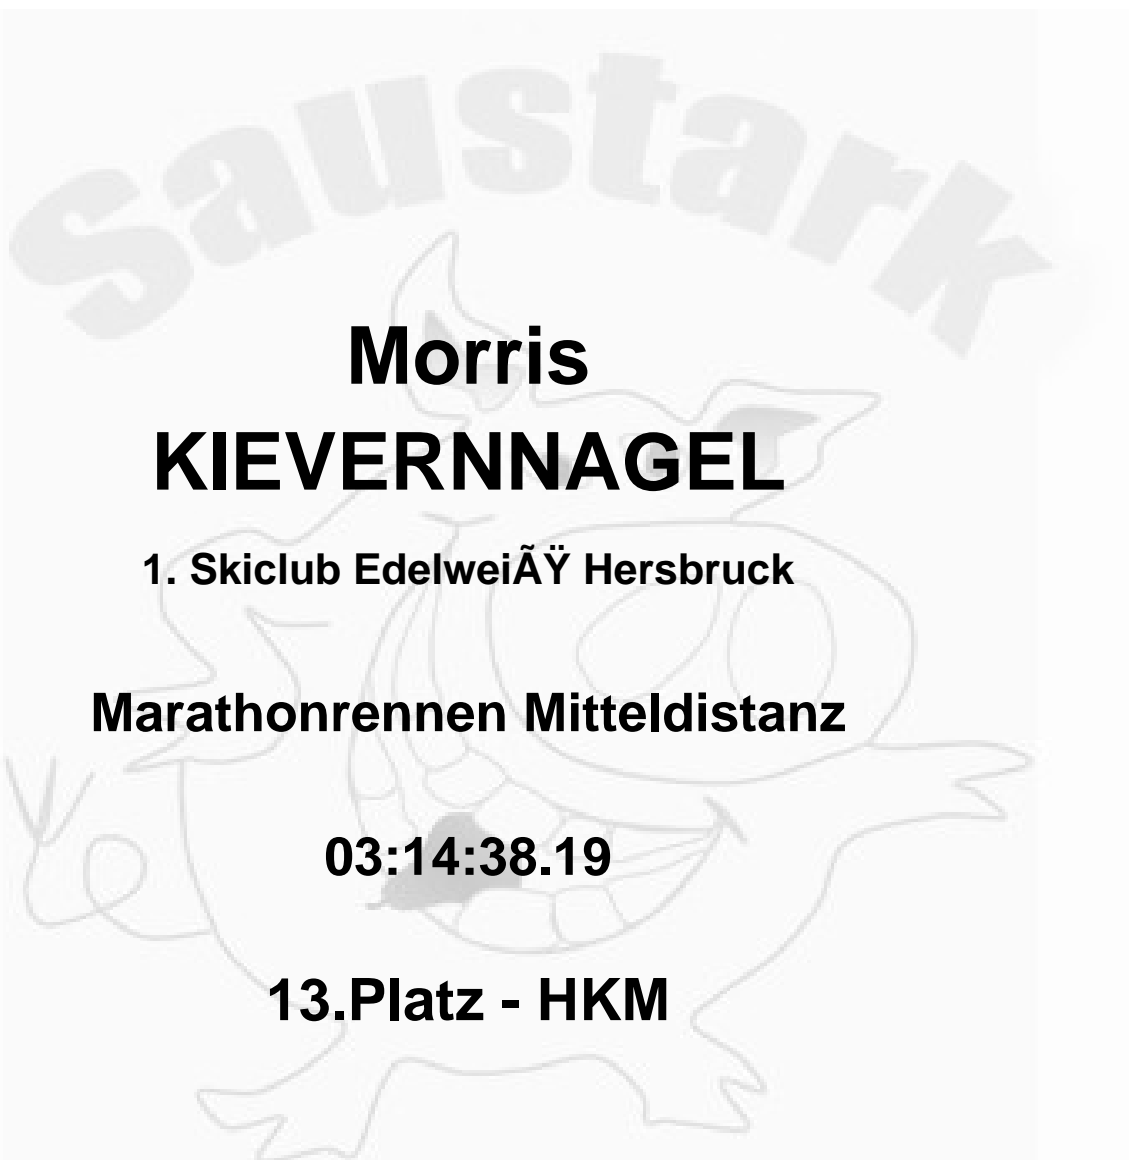 Saustark
Morris
KIEVERNNAGEL
1. Skiclub EdelweiÃŸ Hersbruck
Marathonrennen Mitteldistanz
03:14:38.19
13.Platz - HKM